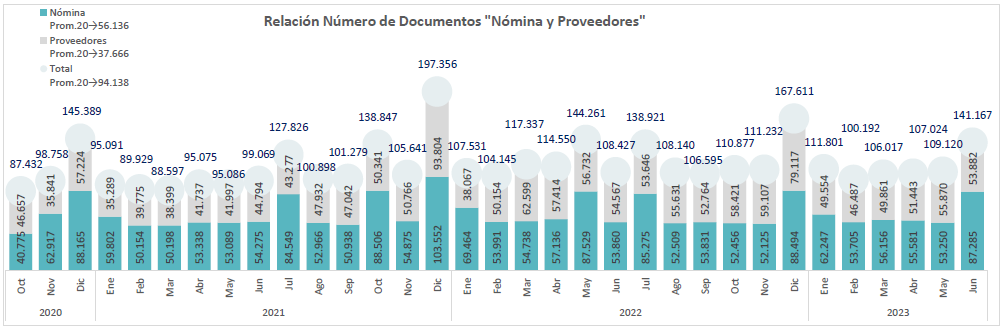 Relación Número de Documentos "Nómina y Proveedores"
Nómina
Prom.20→56.136
Proveedores
Prom.20→37.666
Total
Prom.20→94.138
87.432 98.758 145.389 95.091 89.929 88.597 95.075 95.086 99.069 127.826 100.898 101.279 138.847 105.641 197.356 107.531 104.145 117.337 114.550 144.261 108.427 138.921 108.140 106.595 110.877 111.232 167.611 111.801 100.192 106.017 107.024 109.120 141.167
46.657 35.841 57.224 35.289 39.775 38.399 41.737 41.997 44.794 43.277 47.932 47.042 50.341 50.766 93.804 38.067 50.154 62.599 57.414 56.732 54.567 53.646 55.631 52.764 58.421 59.107 79.117 49.554 46.487 49.861 51.443 55.870 53.882
40.775 62.917 88.165 59.802 50.154 50.198 53.338 53.089 54.275 84.549 52.966 50.938 88.506 54.875 103.552 69.464 53.991 54.738 57.136 87.529 53.860 85.275 52.509 53.831 52.456 52.125 88.494 62.247 53.705 56.156 55.581 53.250 87.285
Oct Nov Dic Ene Feb Mar Abr May Jun Jul Ago Sep Oct Nov Dic Ene Feb Mar Abr May Jun Jul Ago Sep Oct Nov Dic Ene Feb Mar Abr May Jun
2020 2021 2022 2023